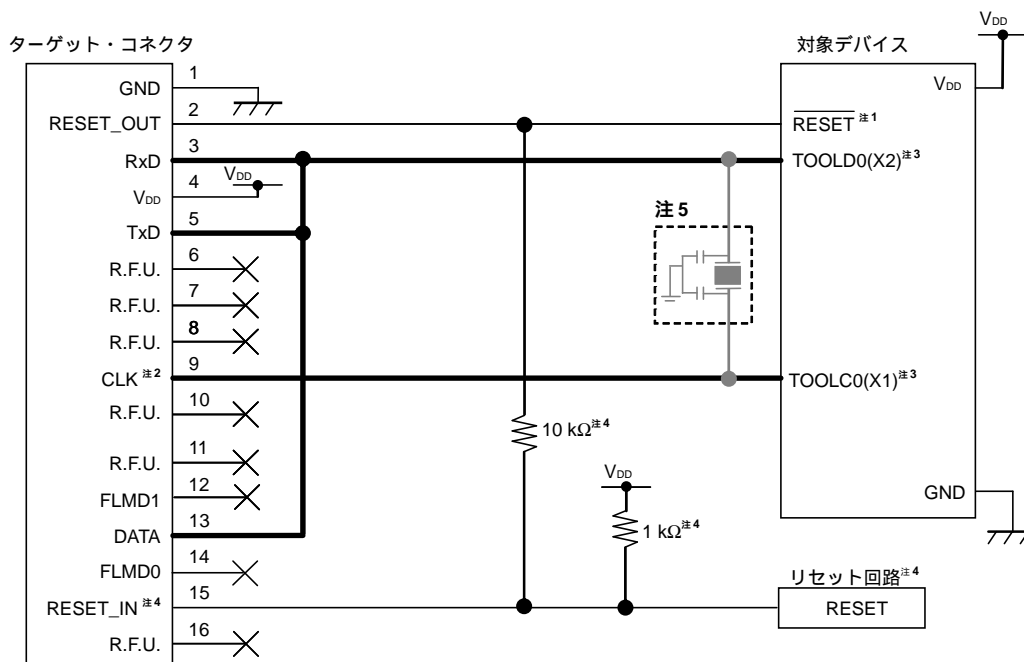 ターゲット・コネクタ
GND 1
RESET_OUT 2
RxD 3
VDD 4
VDD
TxD 5
R.F.U. 6
R.F.U. 7
R.F.U. 8
CLK 注2 9
R.F.U. 10
R.F.U. 11
FLMD1 12
DATA 13
FLMD0 14
RESET_IN 注4 15
R.F.U. 16
注5
10 kΩ注4
VDD
1 kΩ注4
対象デバイス
VDD
VDD
RESET 注1
TOOLD0(X2)注3
TOOLC0(X1)注3
GND
リセット回路注4
RESET